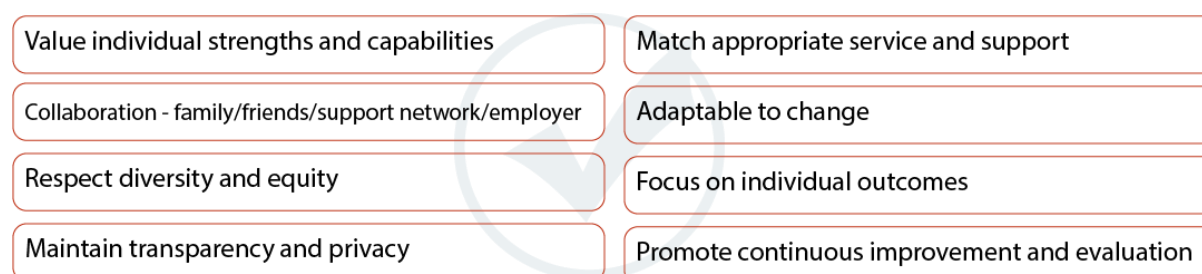 Value individual strengths and capabilities
Match appropriate service and support
Collaboration - family/friends/support network/employer
Adaptable to change
Respect diversity and equity
Focus on individual outcomes
Maintain transparency and privacy
Promote continuous improvement and evaluation